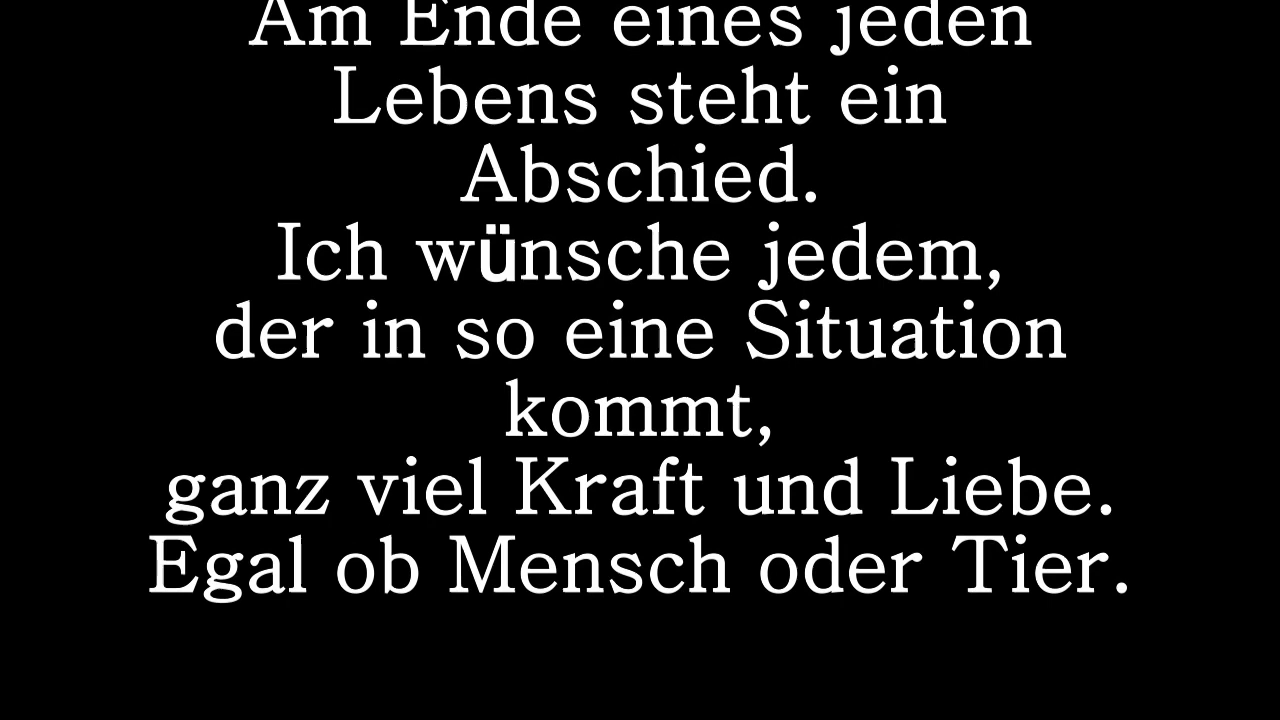 Am Ende eines jeden
Lebens steht ein
Abschied.
Ich wünsche jedem,
der in so eine Situation
kommt,
ganz viel Kraft und Liebe.
Egal ob Mensch oder Tier.